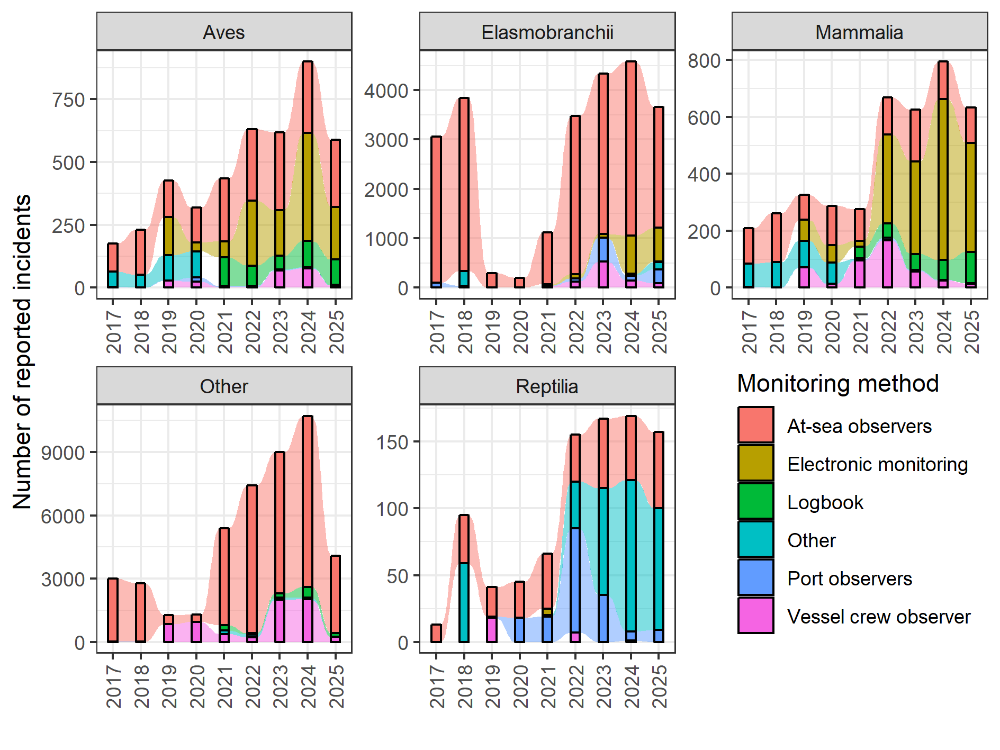 Number of reported incidents
Aves
750
500
250
0
2017 2018 2019 2020 2021 2022 2023 2024 2025
Elasmobranchii
4000
3000
2000
1000
0
2017 2018 2019 2020 2021 2022 2023 2024 2025
Mammalia
800
600
400
200
0
2017 2018 2019 2020 2021 2022 2023 2024 2025
Other
9000
6000
3000
0
2017 2018 2019 2020 2021 2022 2023 2024 2025
Reptilia
150
100
50
0
2017 2018 2019 2020 2021 2022 2023 2024 2025
Monitoring method
At-sea observers
Electronic monitoring
Logbook
Other
Port observers
Vessel crew observer